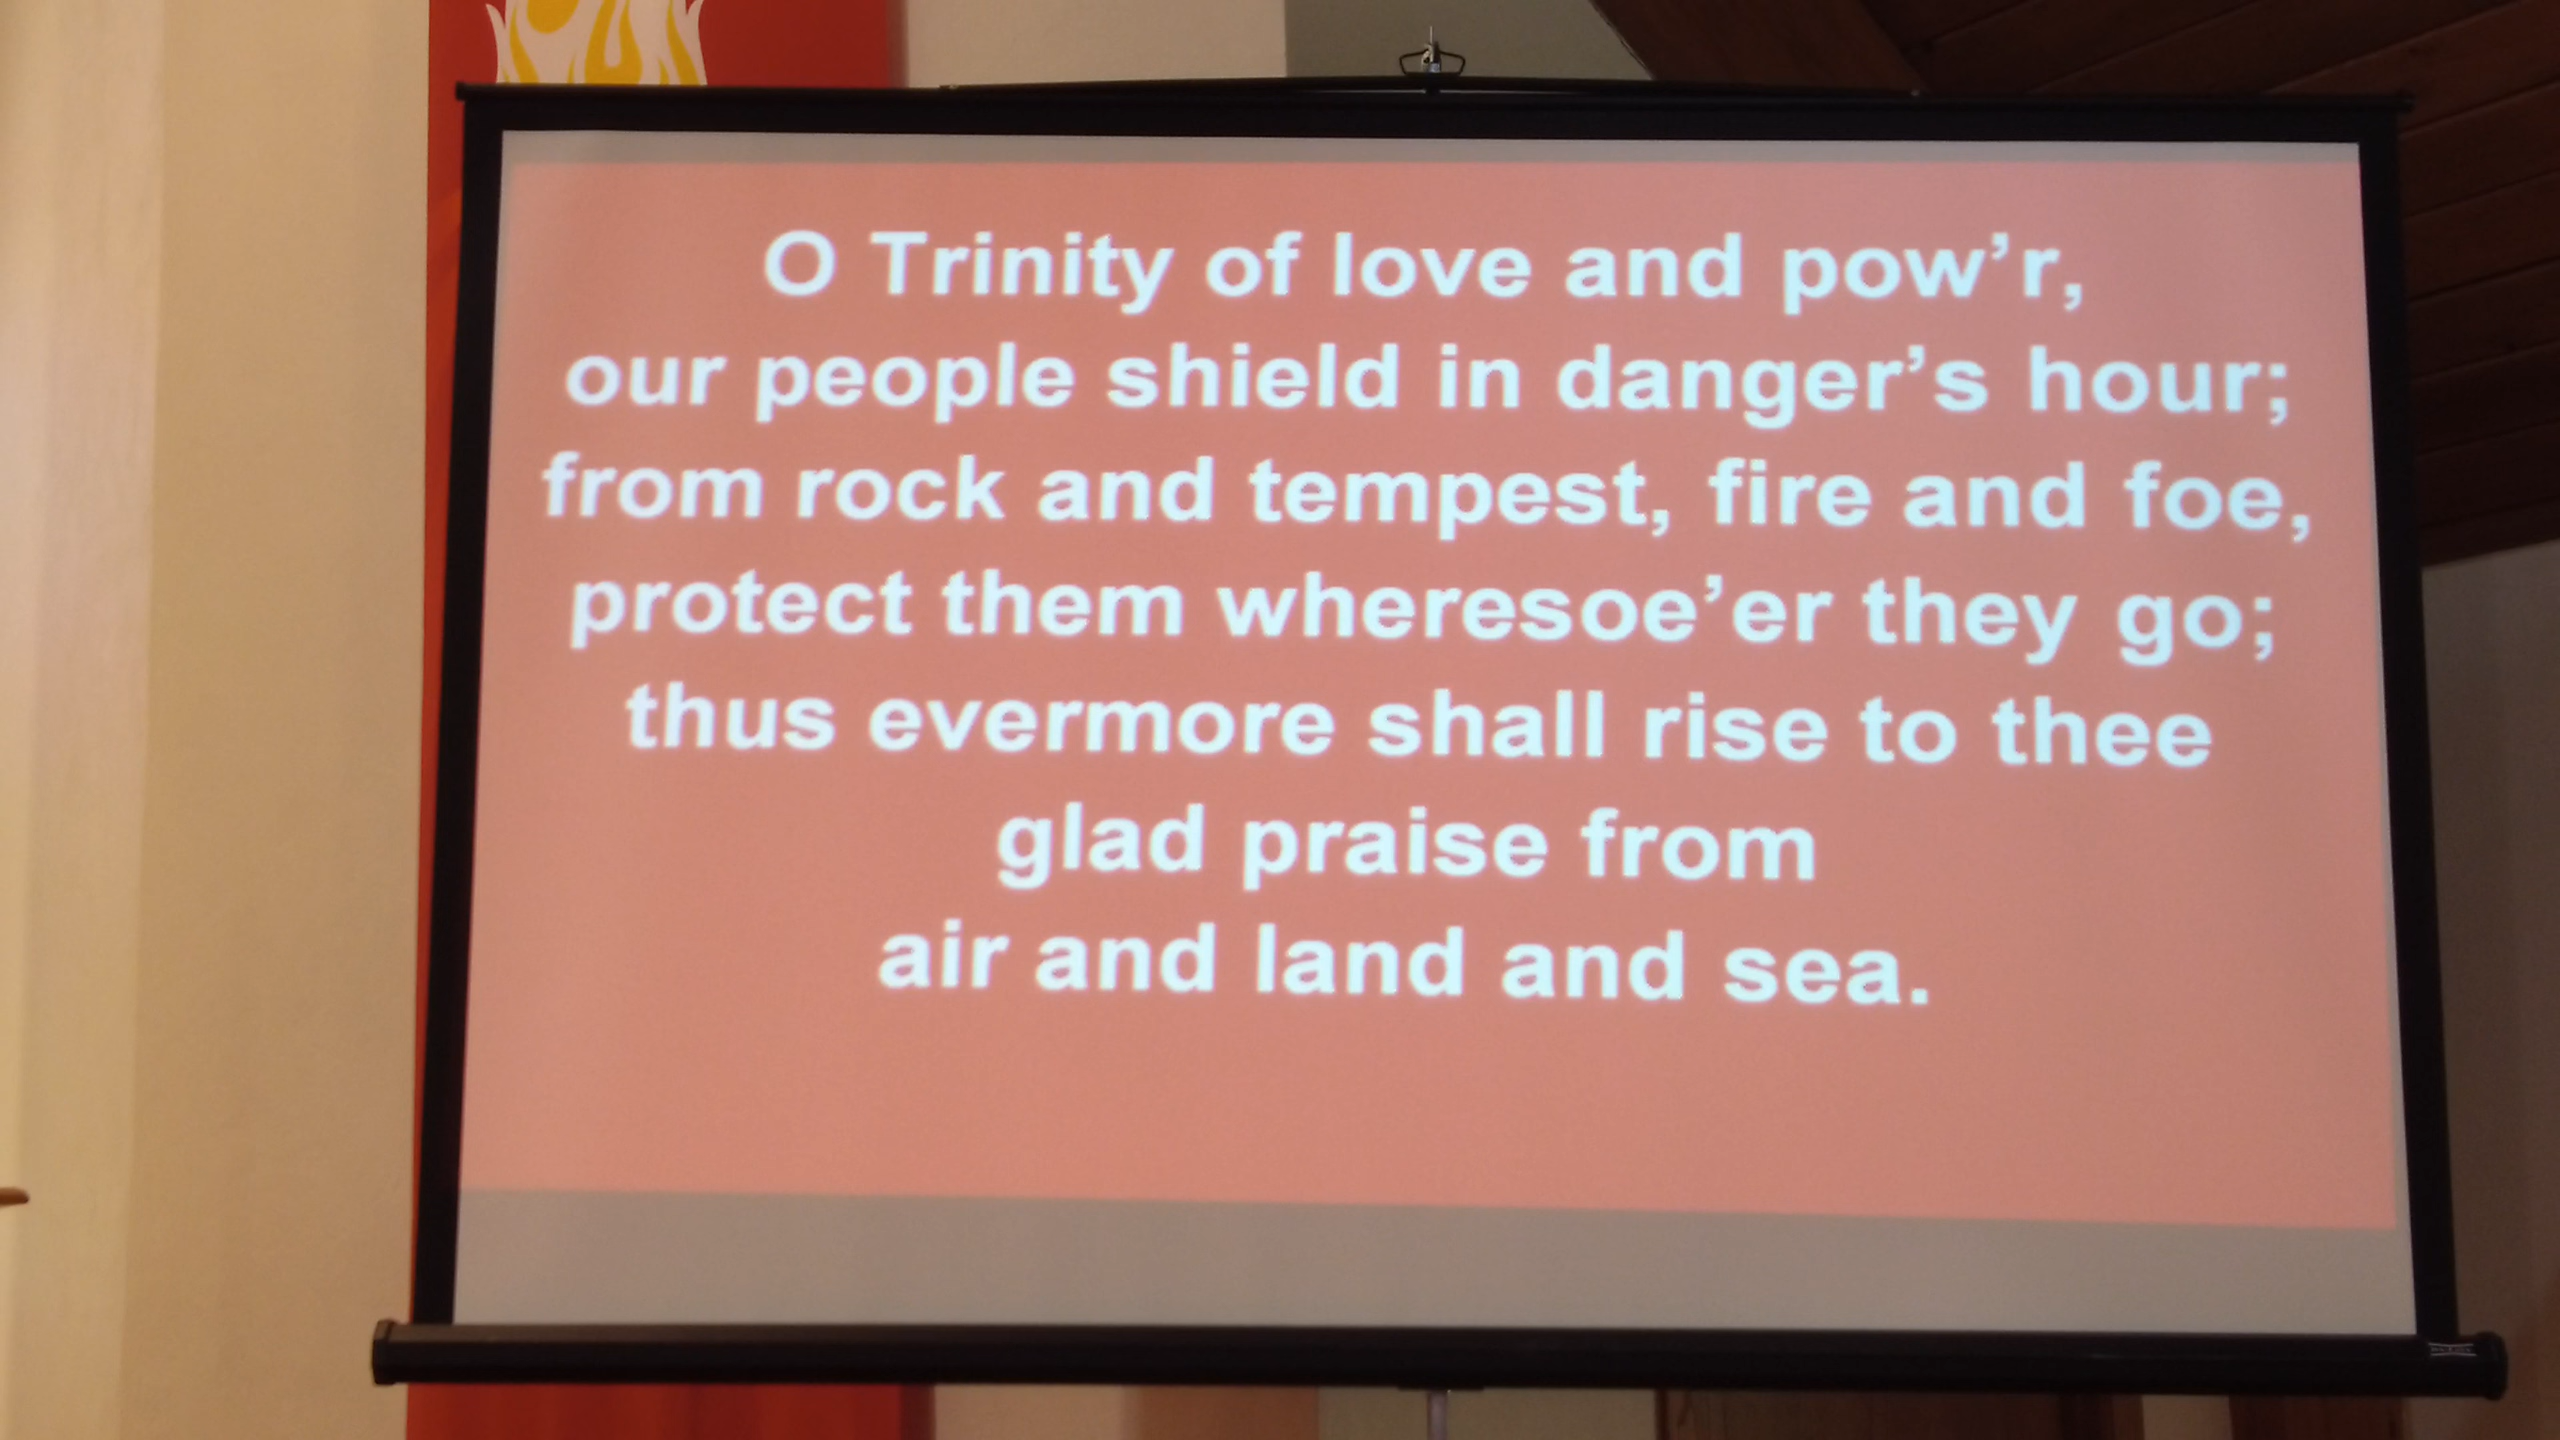 O Trinity of love and pow’r,
our people shield in danger’s hour;
from rock and tempest, fire and foe,
protect them wheresoe’er they go;
thus evermore shall rise to thee
glad praise from
air and land and sea.